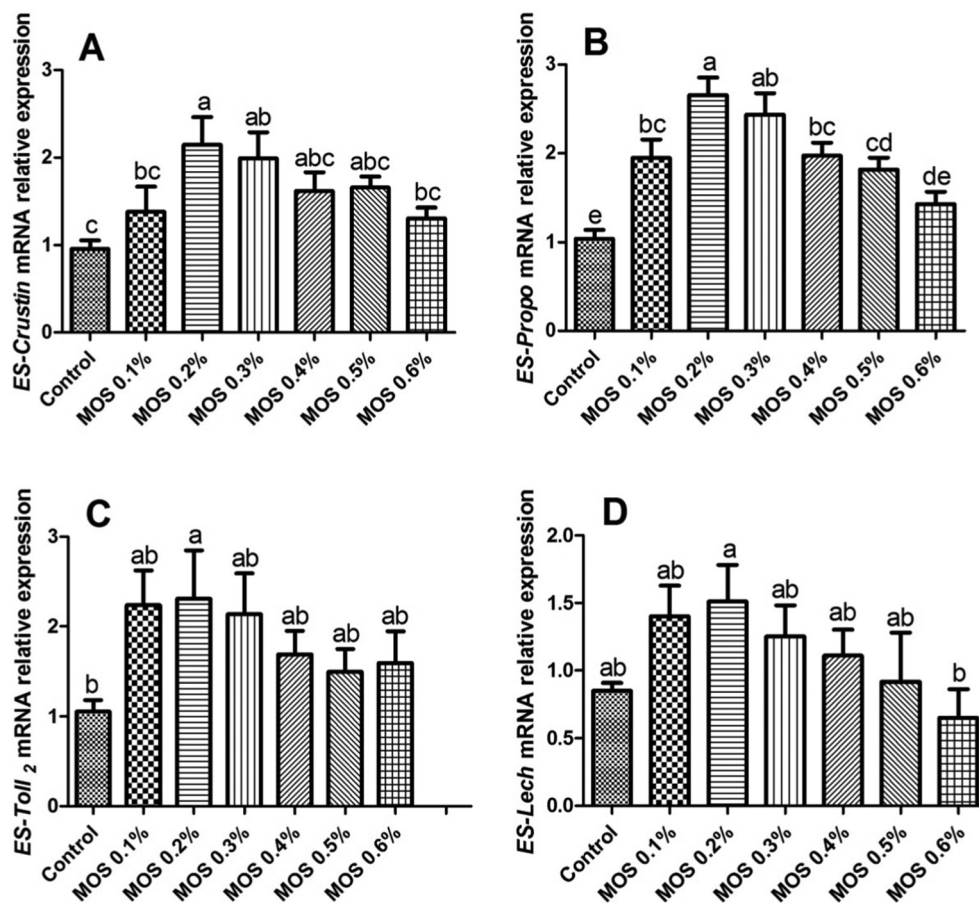 A
ES-Crustin mRNA relative expression
3
2
1
0
c
bc
a
ab
abc
abc
bc
Control
MOS 0.1%
MOS 0.2%
MOS 0.3%
MOS 0.4%
MOS 0.5%
MOS 0.6%
B
ES-Propo mRNA relative expression
3
2
1
0
e
bc
a
ab
bc
cd
de
Control
MOS 0.1%
MOS 0.2%
MOS 0.3%
MOS 0.4%
MOS 0.5%
MOS 0.6%
C
ES-Toll 2 mRNA relative expression
3
2
1
0
b
ab
a
ab
ab
ab
ab
Control
MOS 0.1%
MOS 0.2%
MOS 0.3%
MOS 0.4%
MOS 0.5%
MOS 0.6%
D
ES-Lech mRNA relative expression
2.0
1.5
1.0
0.5
0.0
ab
ab
a
ab
ab
ab
b
Control
MOS 0.1%
MOS 0.2%
MOS 0.3%
MOS 0.4%
MOS 0.5%
MOS 0.6%